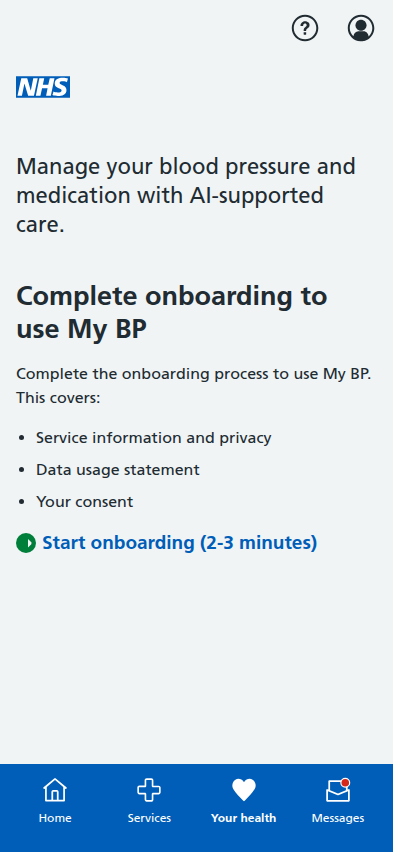 ?
NHS
Manage your blood pressure and
medication with AI-supported
care.
Complete onboarding to
use My BP
Complete the onboarding process to use My BP.
This covers:
• Service information and privacy
• Data usage statement
• Your consent
Start onboarding (2-3 minutes)
Home
Services
Your health
Messages